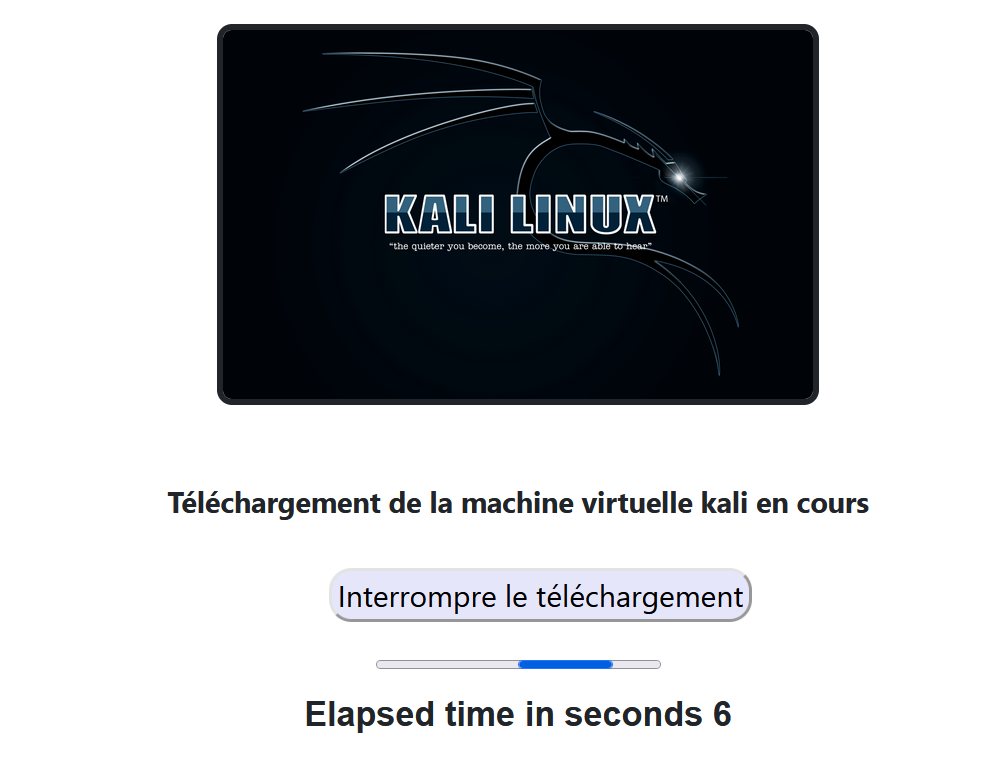 KALI LINUX™
“the quieter you become, the more you are able to hear”
Téléchargement de la machine virtuelle kali en cours
Interrompre le téléchargement
Elapsed time in seconds 6